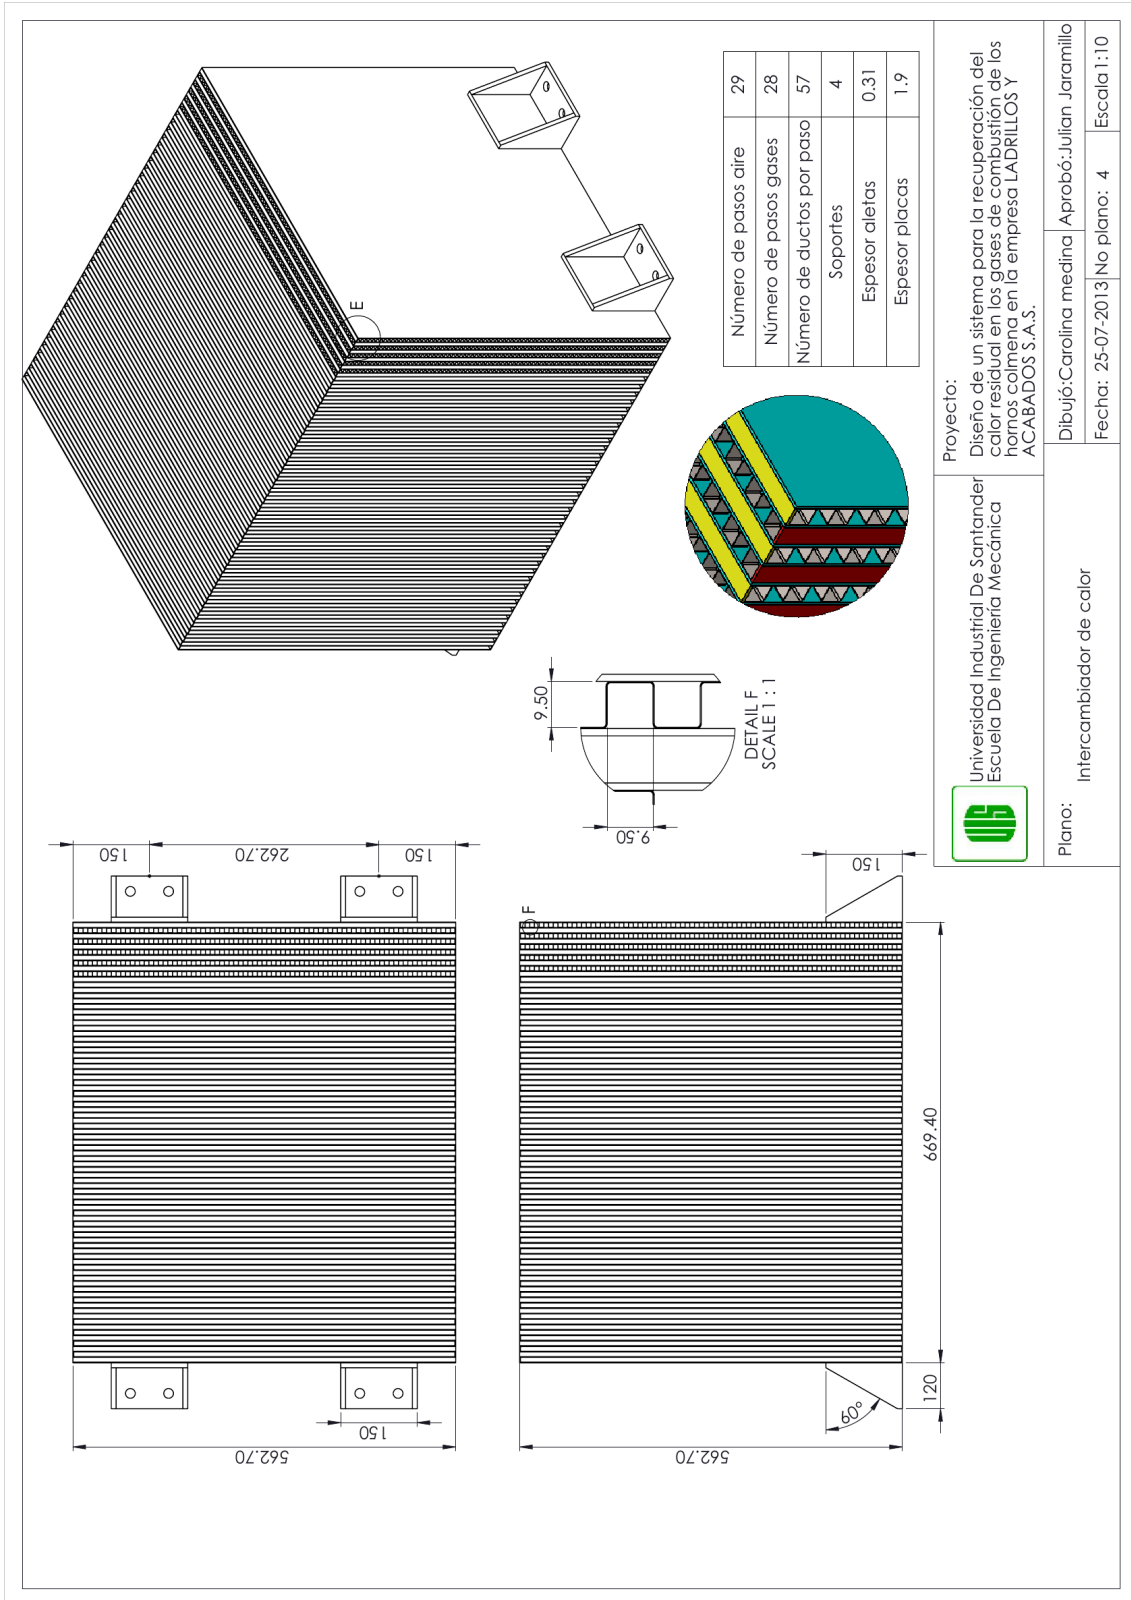 150
262.70
150
150
562.70
F
150
669.40
120
60°
562.70
E
9.50
9.50
DETAIL F
SCALE 1 : 1
Número de pasos aire 29
Número de pasos gases 28
Número de ductos por paso 57
Soportes 4
Espesor aletas 0.31
Espesor placas 1.9
UIS
Universidad Industrial De Santander
Escuela De Ingeniería Mecánica
Proyecto:
Diseño de un sistema para la recuperación del
calor residual en los gases de combustión de los
hornos colmena en la empresa LADRILLOS Y
ACABADOS S.A.S.
Plano:
Intercambiador de calor
Dibujó:Carolina medina
Aprobó:Julian Jaramillo
Fecha: 25-07-2013
No plano: 4
Escala1:10